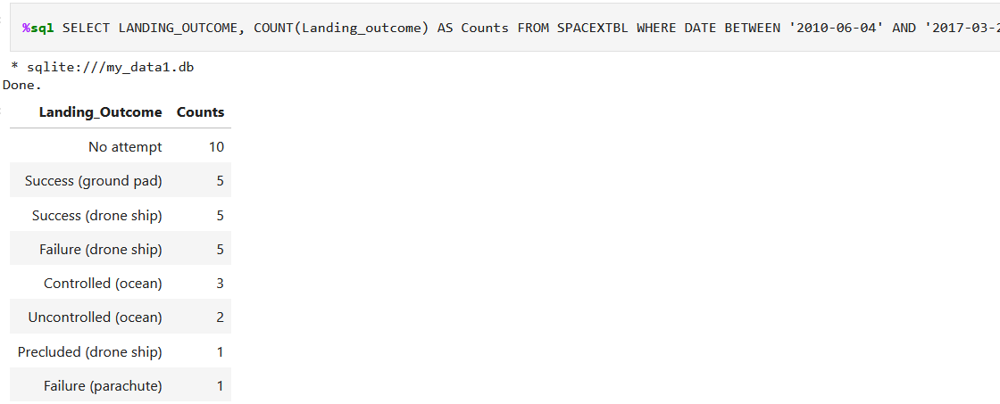 %sql SELECT LANDING_OUTCOME, COUNT(Landing_outcome) AS Counts FROM SPACEXTBL WHERE DATE BETWEEN '2010-06-04' AND '2017-03-2
* sqlite:///my_data1.db
Done.
Landing_Outcome Counts
No attempt 10
Success (ground pad) 5
Success (drone ship) 5
Failure (drone ship) 5
Controlled (ocean) 3
Uncontrolled (ocean) 2
Precluded (drone ship) 1
Failure (parachute) 1